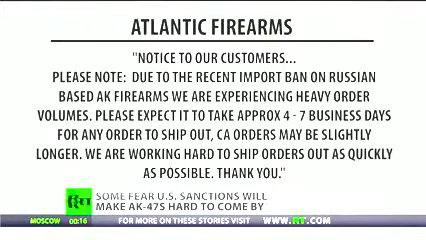 ATLANTIC FIREARMS
"NOTICE TO OUR CUSTOMERS...
PLEASE NOTE: DUE TO THE RECENT IMPORT BAN ON RUSSIAN
BASED AK FIREARMS WE ARE EXPERIENCING HEAVY ORDER
VOLUMES. PLEASE EXPECT IT TO TAKE APPROX 4 - 7 BUSINESS DAYS
FOR ANY ORDER TO SHIP OUT, CA ORDERS MAY BE SLIGHTLY
LONGER. WE ARE WORKING HARD TO SHIP ORDERS OUT AS QUICKLY
AS POSSIBLE. THANK YOU."
RT
SOME FEAR U.S. SANCTIONS WILL
MAKE AK-47S HARD TO COME BY
MOSCOW 00:16 FOR MORE ON THESE STORIES VISIT WWW.RT.COM